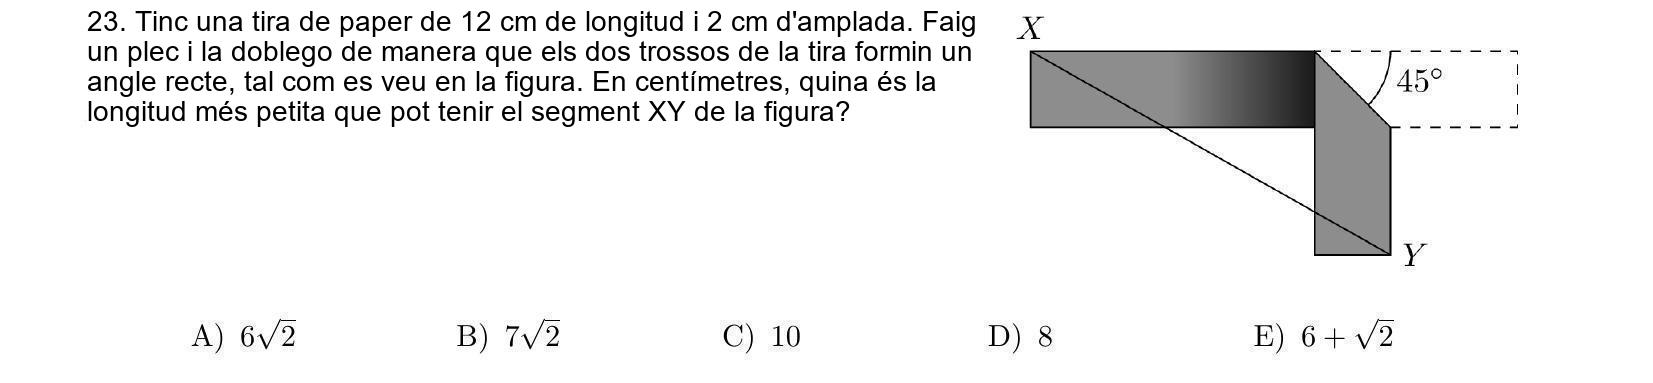 23. Tinc una tira de paper de 12 cm de longitud i 2 cm d'amplada. Faig
un plec i la doblego de manera que els dos trossos de la tira formin un
angle recte, tal com es veu en la figura. En centímetres, quina és la
longitud més petita que pot tenir el segment XY de la figura?
X
45°
Y
A) 6√2 B) 7√2 C) 10 D) 8 E) 6 + √2